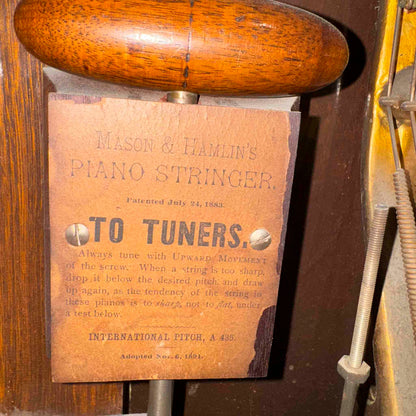 MASON & HAMLIN'S
PIANO STRINGER.
Patented July 24, 1883.
TO TUNERS.
Always tune with UPWARD MOVEMENT
of the screw. When a string is too sharp,
drop it below the desired pitch and draw
up again, as the tendency of the string in
these pianos is to sharp, not to flat, under
a test below.
INTERNATIONAL PITCH, A 435.
Adopted Nov. 6, 1891.